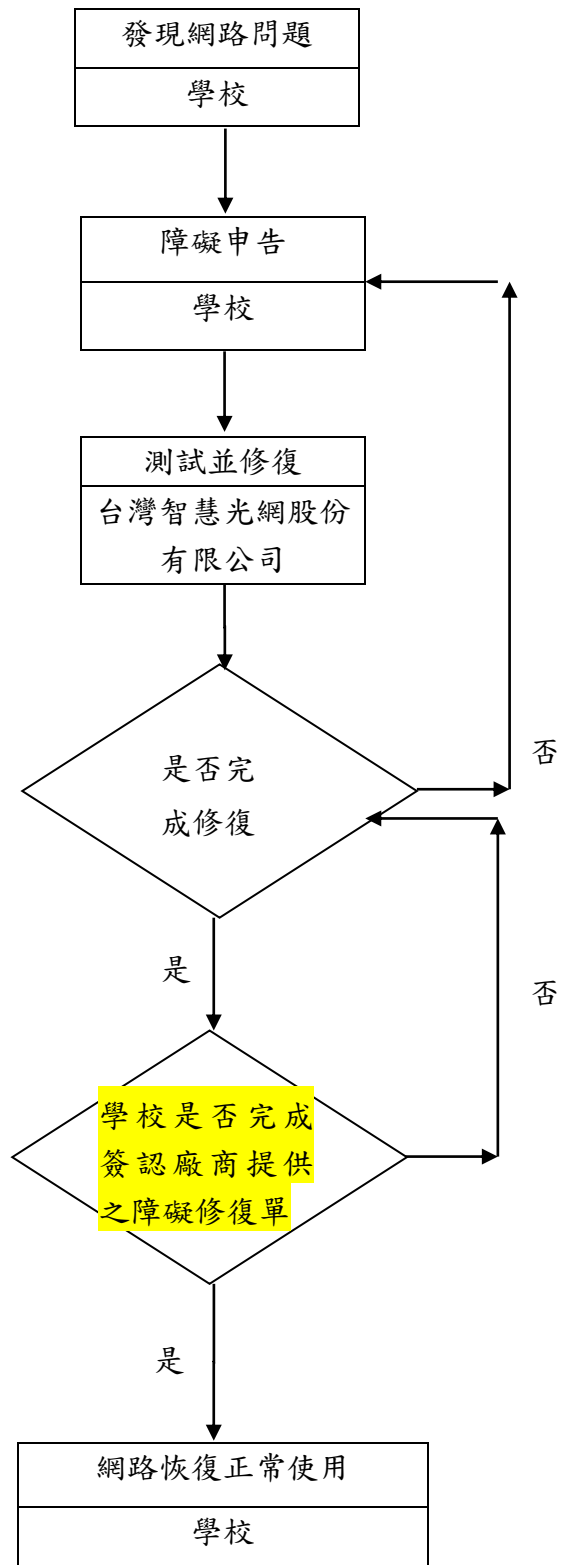 發現網路問題
學校
障礙申告
學校
測試並修復
台灣智慧光網股份
有限公司
是否完
成修復
否
是
否
學校是否完成
簽認廠商提供
之障礙修復單
是
網路恢復正常使用
學校